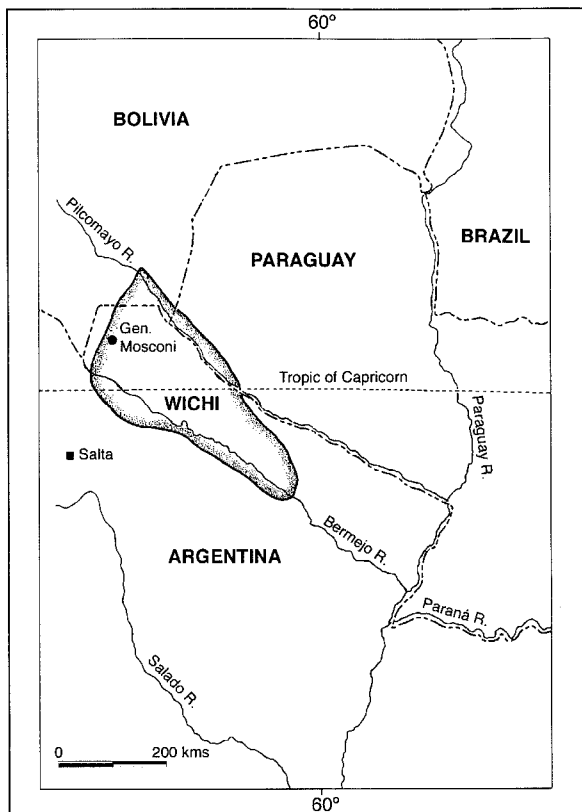 60°
BOLIVIA
Pilcomayo R.
BRAZIL
PARAGUAY
Gen.
Mosconi
Tropic of Capricorn
WICHI
Paraguay R.
Salta
Bermejo R.
ARGENTINA
Paraná R.
Salado R.
0 200 kms
60°